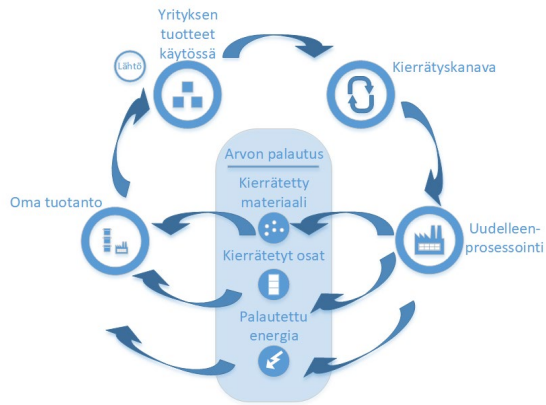 Yrityksen
tuotteet
käytössä
Lähtö
Kierrätyskanava
Arvon palautus
Kierrätetty
materiaali
Oma tuotanto
Uudelleen-
prosessointi
Kierrätetyt osat
Palautettu
energia